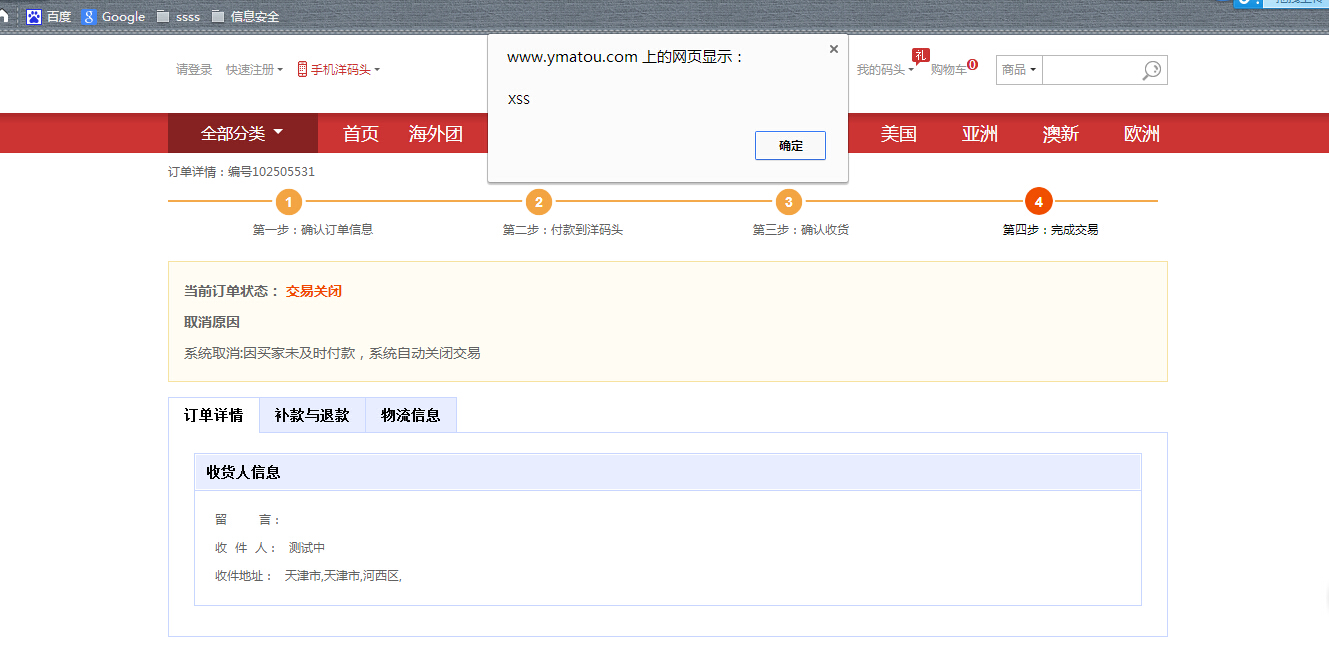 百度 Google ssss 信息安全
请登录 快速注册 手机洋码头
www.ymatou.com 上的网页显示：
xss
确定
我的码头 礼 购物车 0 商品
全部分类 首页 海外团 美国 亚洲 澳新 欧洲
订单详情：编号102505531
1 2 3 4
第一步：确认订单信息 第二步：付款到洋码头 第三步：确认收货 第四步：完成交易
当前订单状态： 交易关闭
取消原因
系统取消:因买家未及时付款，系统自动关闭交易
订单详情 补款与退款 物流信息
收货人信息
留 言：
收 件 人： 测试中
收件地址： 天津市,天津市,河西区,